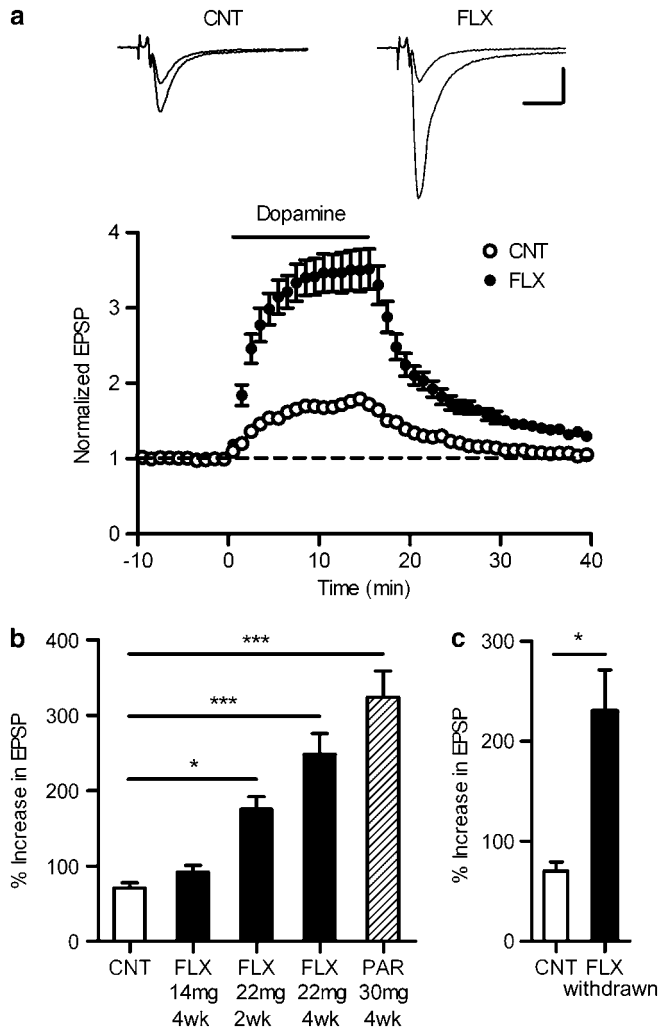 a
CNT
FLX
Dopamine
CNT
FLX
4
3
2
1
0
Normalized EPSP
-10
0
10
20
30
40
Time (min)
b
400
300
200
100
0
% Increase in EPSP
***
***
*
CNT
FLX
14mg
4wk
FLX
22mg
2wk
FLX
22mg
4wk
PAR
30mg
4wk
c
300
200
100
0
% Increase in EPSP
*
CNT
FLX
withdrawn